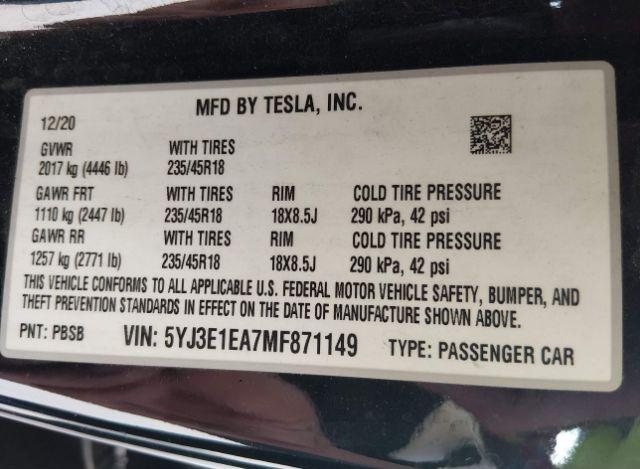 MFD BY TESLA, INC.
12/20
GVWR WITH TIRES
2017 kg (4446 lb) 235/45R18
GAWR FRT WITH TIRES RIM COLD TIRE PRESSURE
1110 kg (2447 lb) 235/45R18 18X8.5J 290 kPa, 42 psi
GAWR RR WITH TIRES RIM COLD TIRE PRESSURE
1257 kg (2771 lb) 235/45R18 18X8.5J 290 kPa, 42 psi
THIS VEHICLE CONFORMS TO ALL APPLICABLE U.S. FEDERAL MOTOR VEHICLE SAFETY, BUMPER, AND
THEFT PREVENTION STANDARDS IN EFFECT ON THE DATE OF MANUFACTURE SHOWN ABOVE.
PNT: PBSB VIN: 5YJ3E1EA7MF871149 TYPE: PASSENGER CAR